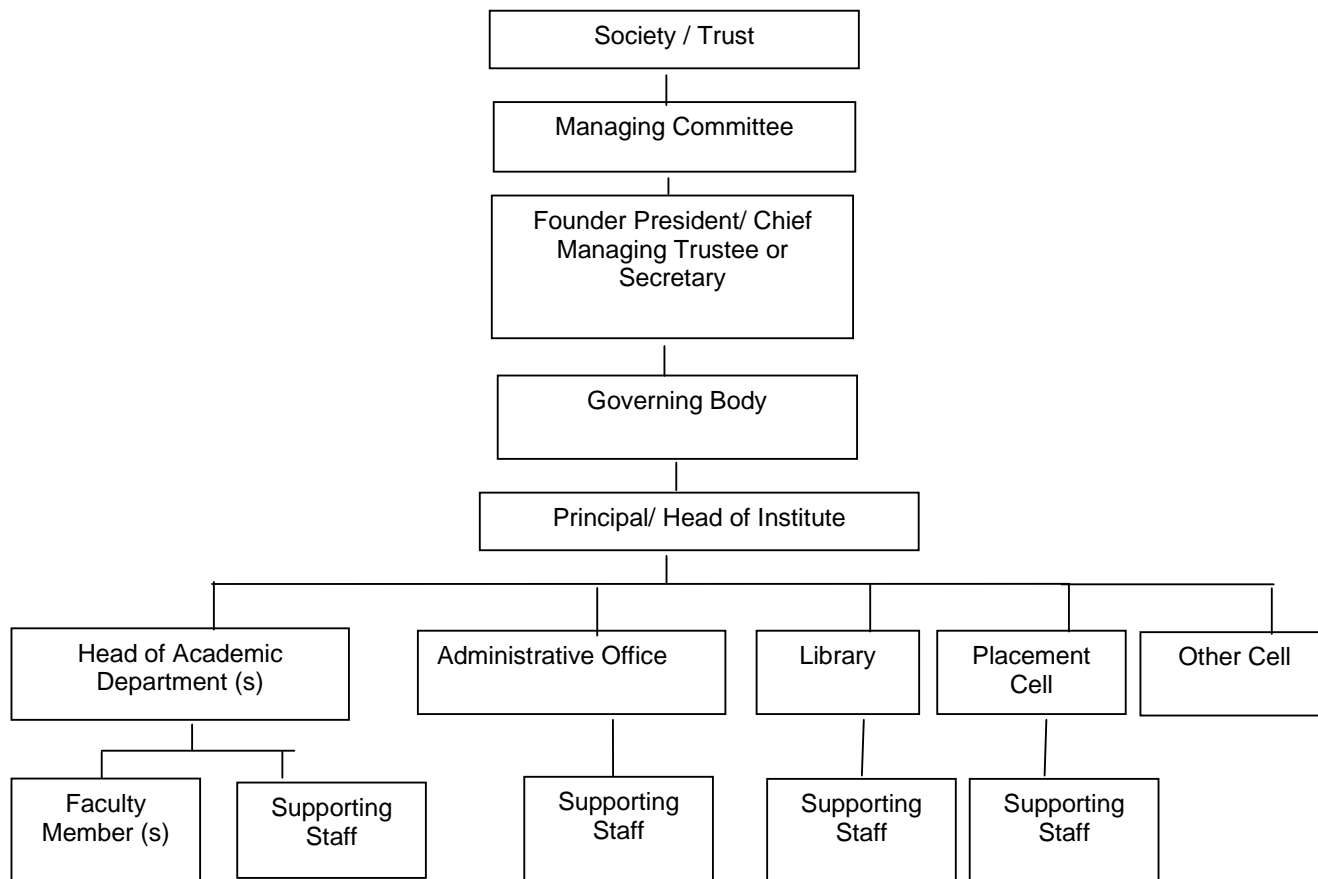 Society / Trust
Managing Committee
Founder President/ Chief
Managing Trustee or
Secretary
Governing Body
Principal/ Head of Institute
Head of Academic
Department (s)
Administrative Office
Library
Placement
Cell
Other Cell
Faculty
Member (s)
Supporting
Staff
Supporting
Staff
Supporting
Staff
Supporting
Staff